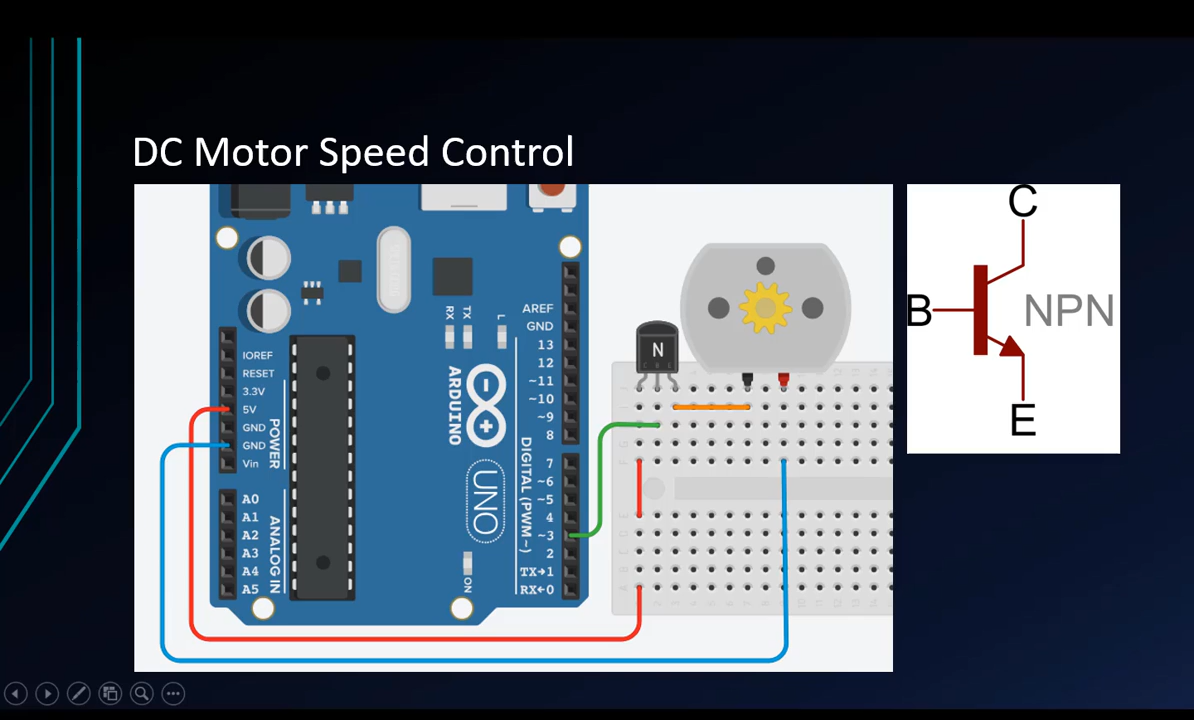 DC Motor Speed Control
IOREF
RESET
3.3V
5V
GND
GND
Vin
POWER
A0
A1
A2
A3
A4
A5
ANALOG IN
RX
TX
L
ARDUINO
UNO
ON
AREF
GND
13
12
~11
~10
~9
8
7
~6
~5
4
~3
2
TX→1
RX←0
DIGITAL (PWM~)
N
C
B
NPN
E